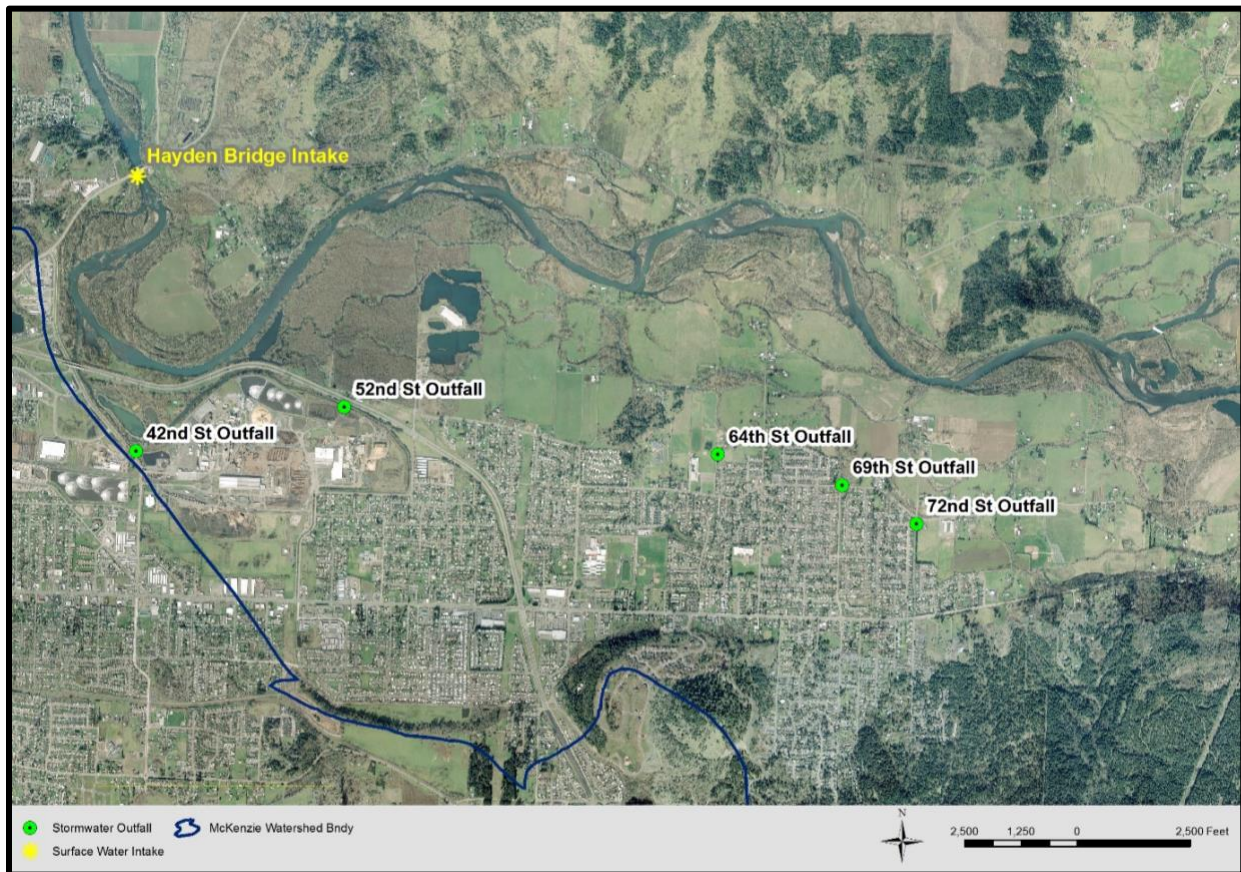 Hayden Bridge Intake
52nd St Outfall
42nd St Outfall
64th St Outfall
69th St Outfall
72nd St Outfall
Stormwater Outfall
McKenzie Watershed Bndy
Surface Water Intake
N
2,500 1,250 0 2,500 Feet